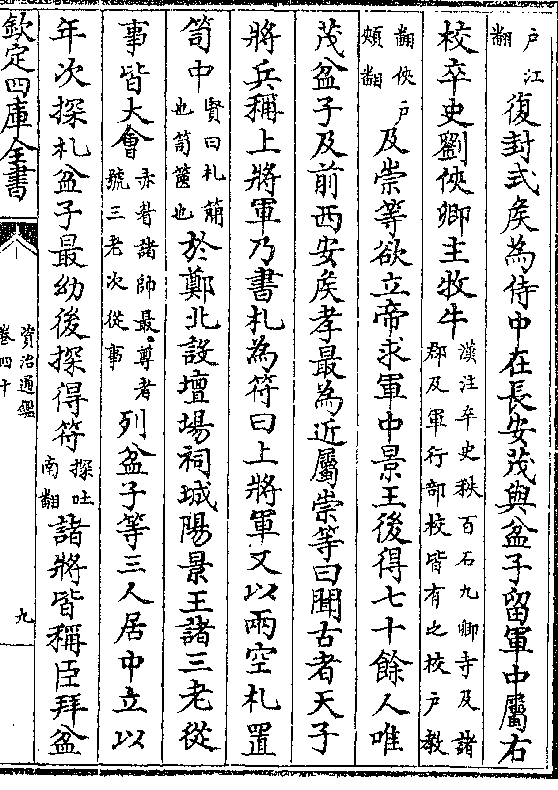 户江翻復封式矦為侍中在長安茂與盆子留軍中屬右
校卒史劉俠卿主牧牛漢注卒史秩百石九卿寺及諸郡及軍行部校皆有之校户教
翻俠户頰翻及崇等欲立帝求軍中景王後得七十餘人唯
茂盆子及前西安矦孝最為近屬崇等曰聞古者天子
將兵稱上將軍乃書札為符曰上將軍又以兩空札置
笥中賢曰札簡也笥篋也於鄭北設壇場祠城陽景王諸三老從
事皆大會赤眉諸帥最尊者號三老次從事列盆子等三人居中立以
年次探札盆子最幼後探得符探吐南翻諸將皆稱臣拜盆
欽定四庫全書
資治通鑑
卷四十
九